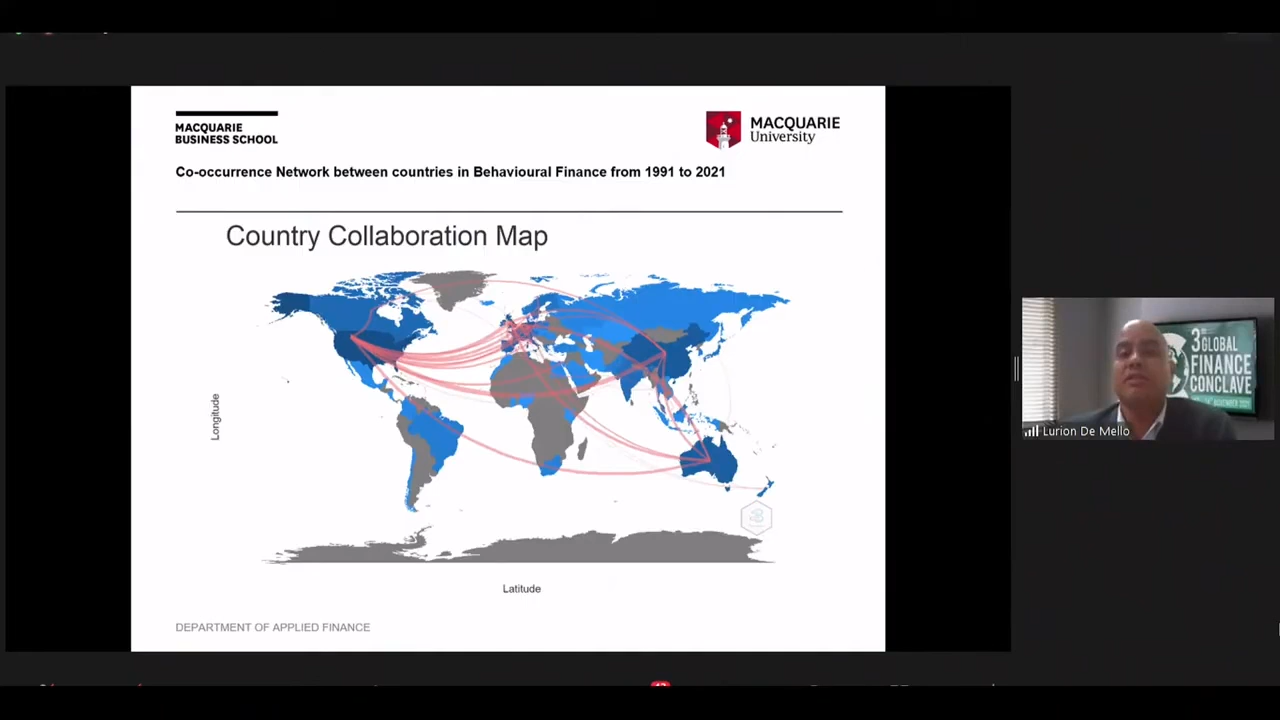 MACQUARIE
BUSINESS SCHOOL
MACQUARIE
University
Co-occurrence Network between countries in Behavioural Finance from 1991 to 2021
Country Collaboration Map
Longitude
Latitude
DEPARTMENT OF APPLIED FINANCE
3
GLOBAL
FINANCE
CONCLAVE
Lurion De Mello